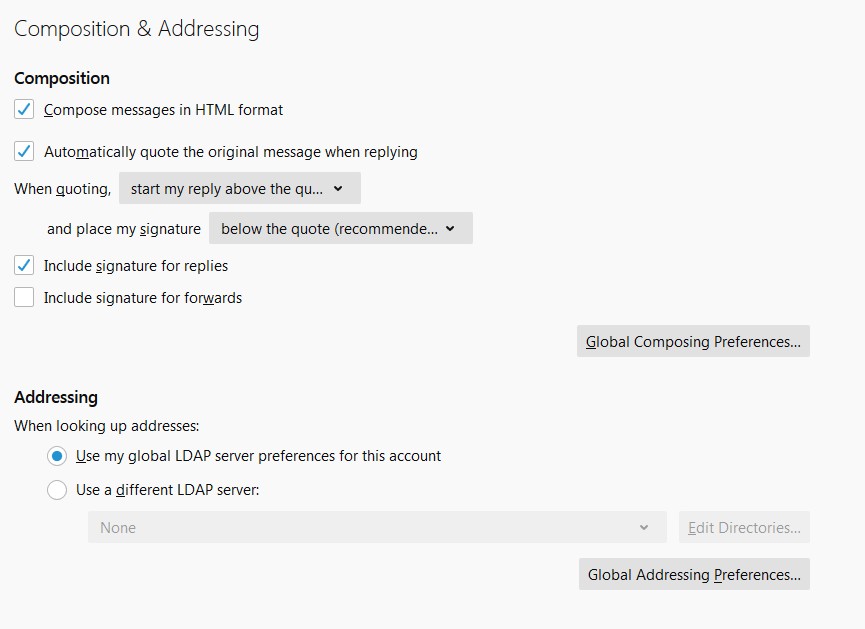 Composition & Addressing
Composition
Compose messages in HTML format
Automatically quote the original message when replying
When quoting, start my reply above the qu...
and place my signature below the quote (recommende...
Include signature for replies
Include signature for forwards
Global Composing Preferences...
Addressing
When looking up addresses:
Use my global LDAP server preferences for this account
Use a different LDAP server:
None Edit Directories...
Global Addressing Preferences...